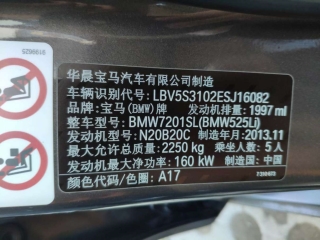 华晨宝马汽车有限公司制造
车辆识别代号: LBV5S3102ESJ16082
品牌: 宝马(BMW)牌 发动机排量: 1997 ml
整车型号: BMW7201SL(BMW525Li)
发动机型号: N20B20C 制造年月: 2013.11
最大允许总质量: 2250 kg 乘坐人数: 5人
发动机最大净功率: 160 kW 制造国: 中国
颜色代号/色标: A17